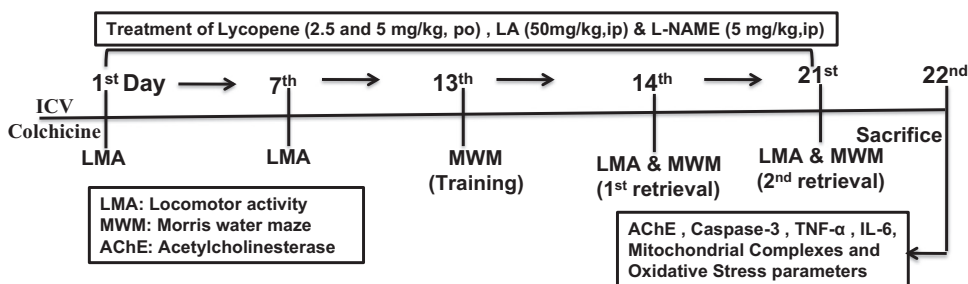 Treatment of Lycopene (2.5 and 5 mg/kg, po) , LA (50mg/kg,ip) & L-NAME (5 mg/kg,ip)
1st Day 7th 13th 14th 21st 22nd
ICV
Colchicine
Sacrifice
LMA LMA MWM
(Training)
LMA & MWM
(1st retrieval)
LMA & MWM
(2nd retrieval)
LMA: Locomotor activity
MWM: Morris water maze
AChE: Acetylcholinesterase
AChE , Caspase-3 , TNF-α , IL-6,
Mitochondrial Complexes and
Oxidative Stress parameters